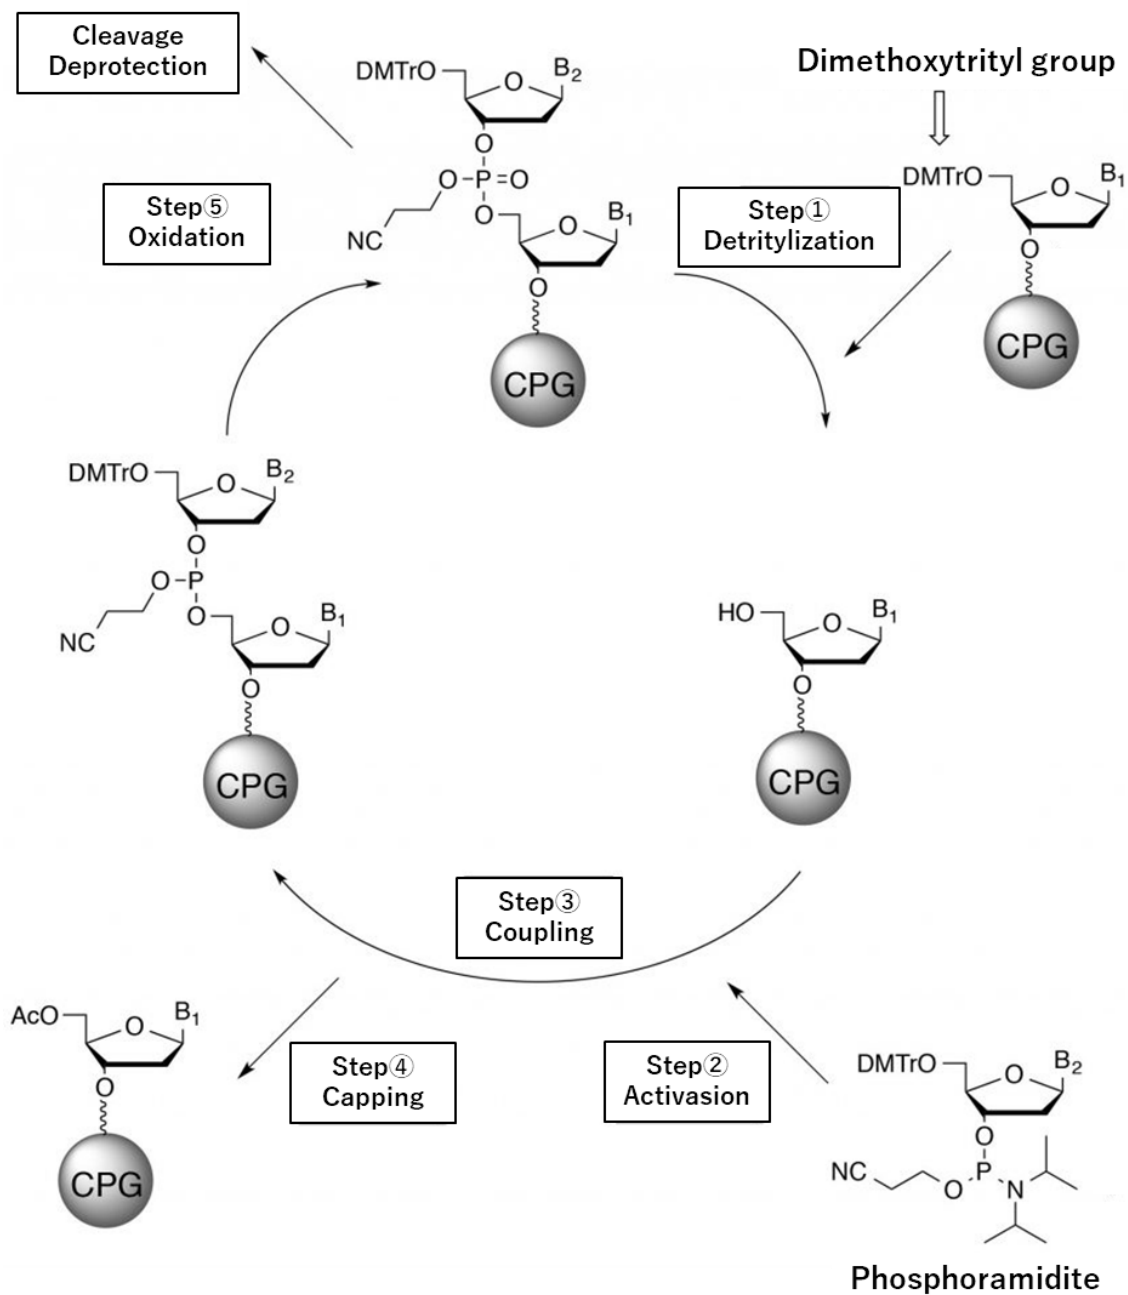 Cleavage
Deprotection
DMTrO
O
B2
O
O
P
O
O
NC
O
B1
O
CPG
Step⑤
Oxidation
Step①
Detritylization
Dimethoxytrityl group
DMTrO
O
B1
O
CPG
DMTrO
O
B2
O
O
P
O
NC
O
B1
O
CPG
HO
O
B1
O
CPG
Step③
Coupling
AcO
O
B1
O
CPG
Step④
Capping
Step②
Activasion
DMTrO
O
B2
O
P
NC
O
N
Phosphoramidite